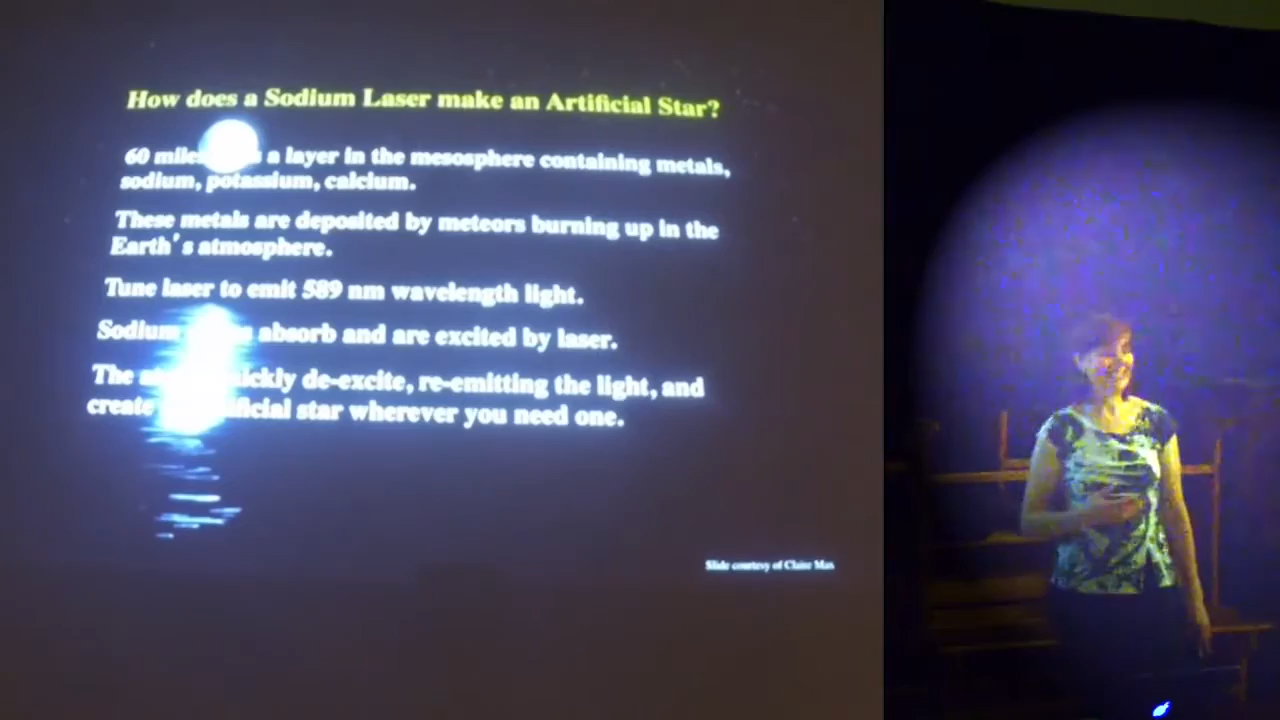 How does a Sodium Laser make an Artificial Star?
60 miles a layer in the mesosphere containing metals,
sodium, potassium, calcium.
These metals are deposited by meteors burning up in the
Earth's atmosphere.
Tune laser to emit 589 nm wavelength light.
Sodium absorb and are excited by laser.
The de-excite, re-emitting the light, and
create star wherever you need one.
Slide courtesy of Claire Max